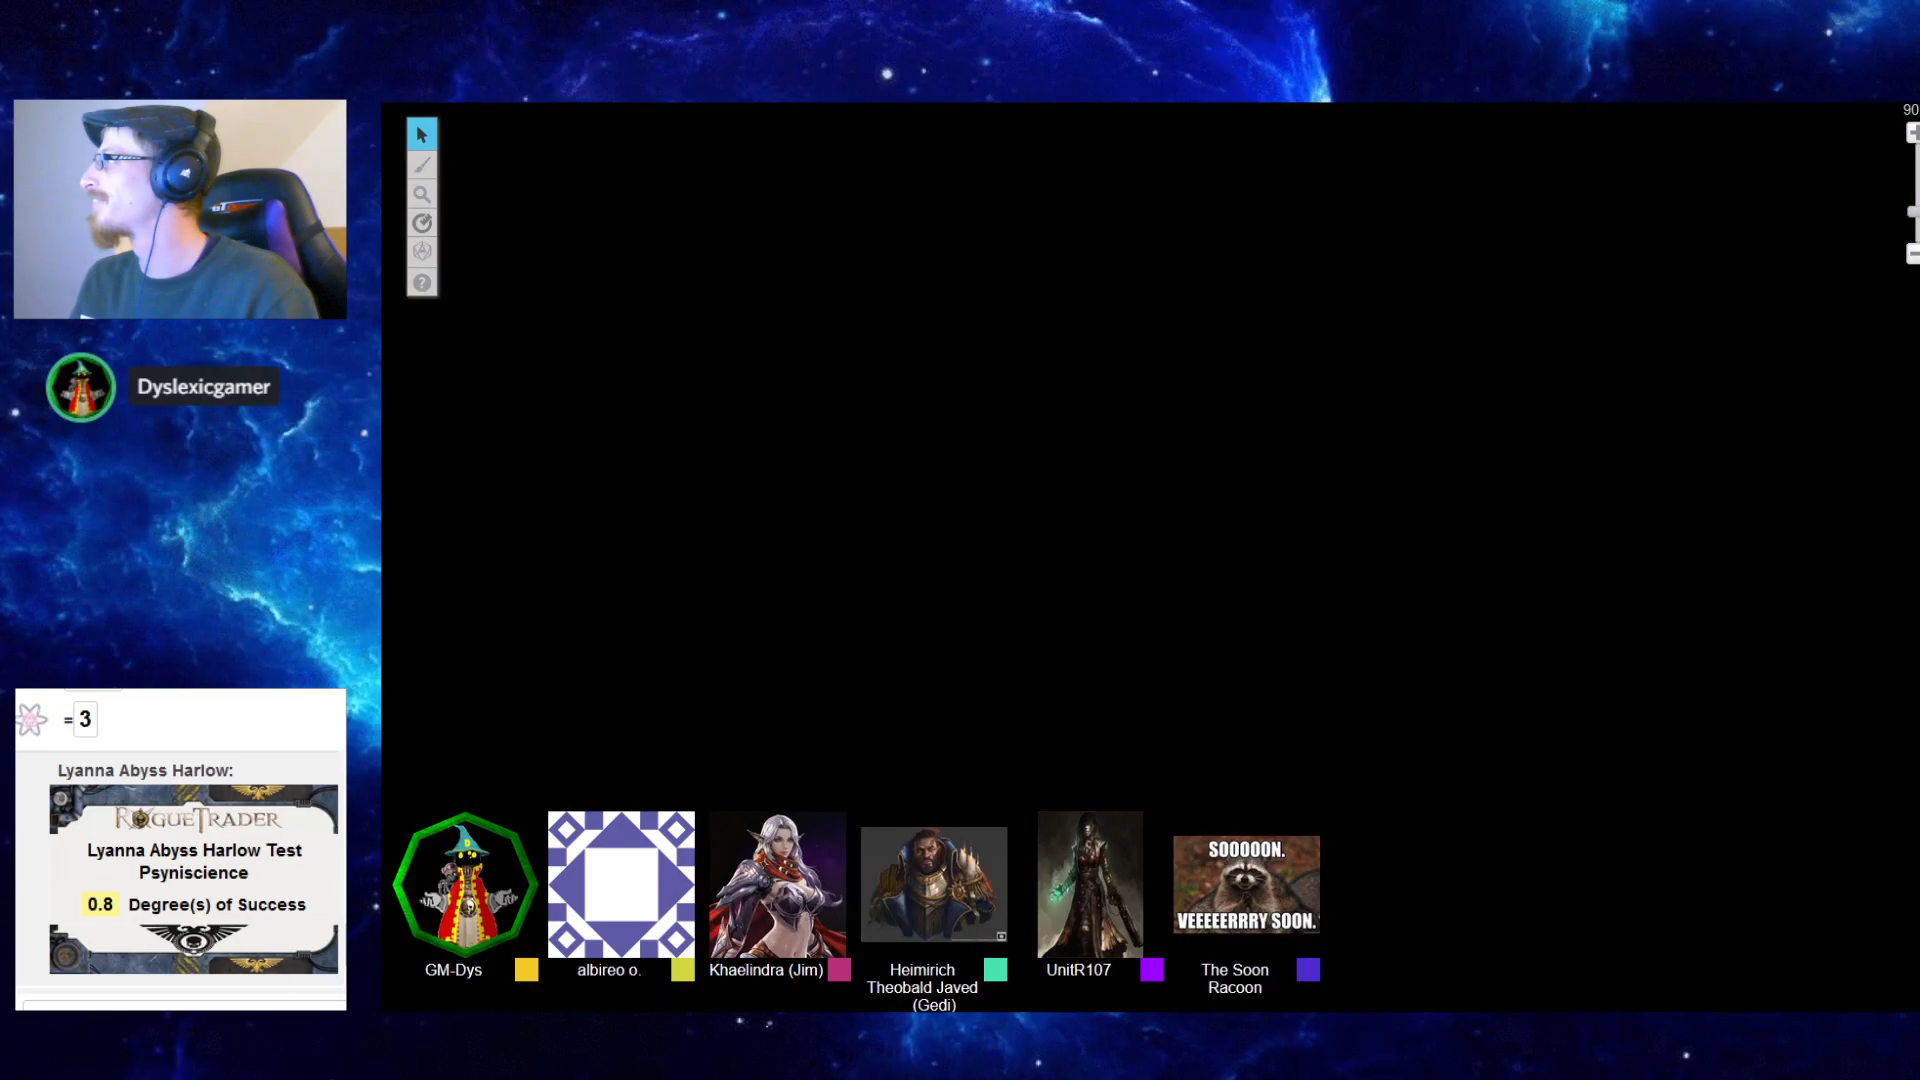 90
GT
Dyslexicgamer
= 3
Lyanna Abyss Harlow:
ROGUE TRADER
Lyanna Abyss Harlow Test
Psyniscience
0.8 Degree(s) of Success
D
SOOOOON.
VEEEEERRRY SOON.
GM-Dys
albireo o.
Khaelindra (Jim)
Heimirich
Theobald Javed
(Gedi)
UnitR107
The Soon
Racoon